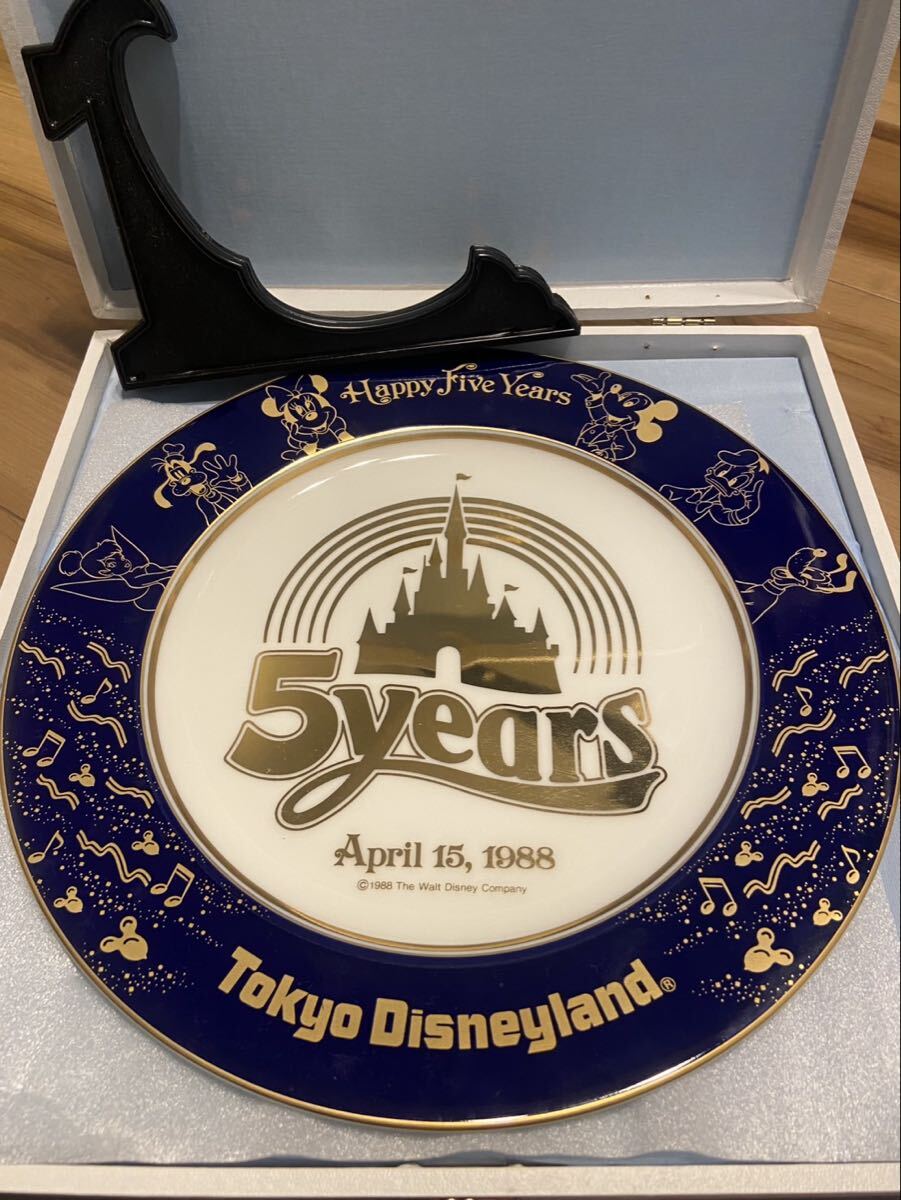 Happy Five Years
5years
April 15, 1988
©1988 The Walt Disney Company
Tokyo Disneyland®